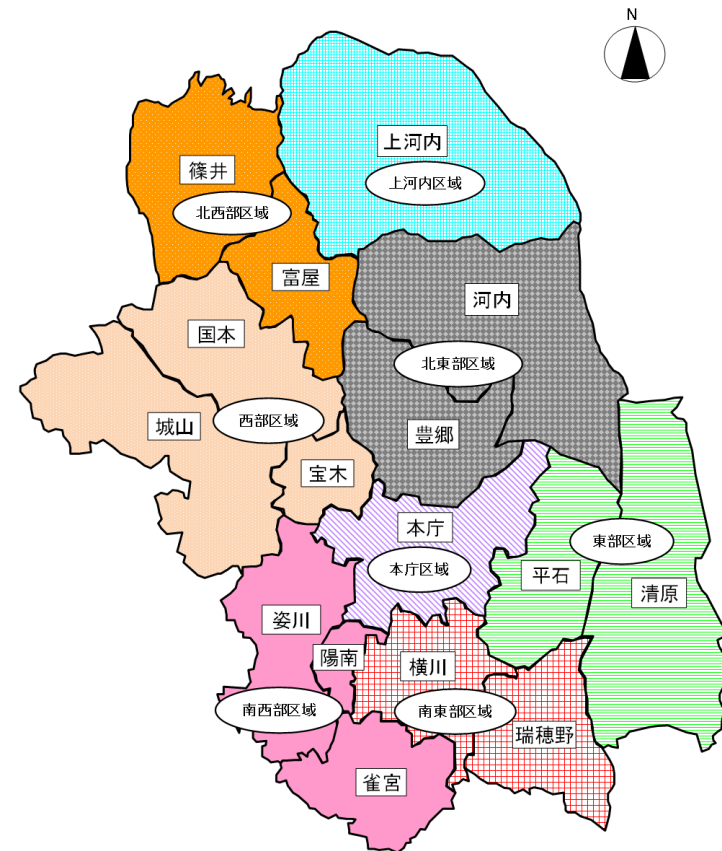 N
上河内
上河内区域
篠井
北西部区域
富屋
河内
国本
北東部区域
城山
西部区域
豊郷
宝木
本庁
東部区域
本庁区域
平石
清原
姿川
陽南
横川
南西部区域
南東部区域
瑞穂野
雀宮